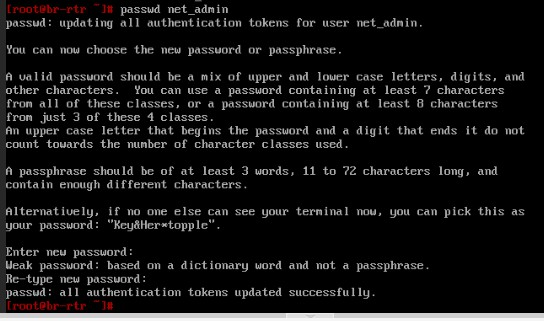 [root@br-rtr ~]# passwd net_admin
passwd: updating all authentication tokens for user net_admin.
You can now choose the new password or passphrase.
A valid password should be a mix of upper and lower case letters, digits, and
other characters.  You can use a password containing at least 7 characters
from all of these classes, or a password containing at least 8 characters
from just 3 of these 4 classes.
An upper case letter that begins the password and a digit that ends it do not
count towards the number of character classes used.
A passphrase should be of at least 3 words, 11 to 72 characters long, and
contain enough different characters.
Alternatively, if no one else can see your terminal now, you can pick this as
your password: "Key&Her*topple".
Enter new password:
Weak password: based on a dictionary word and not a passphrase.
Re-type new password:
passwd: all authentication tokens updated successfully.
[root@br-rtr ~]#